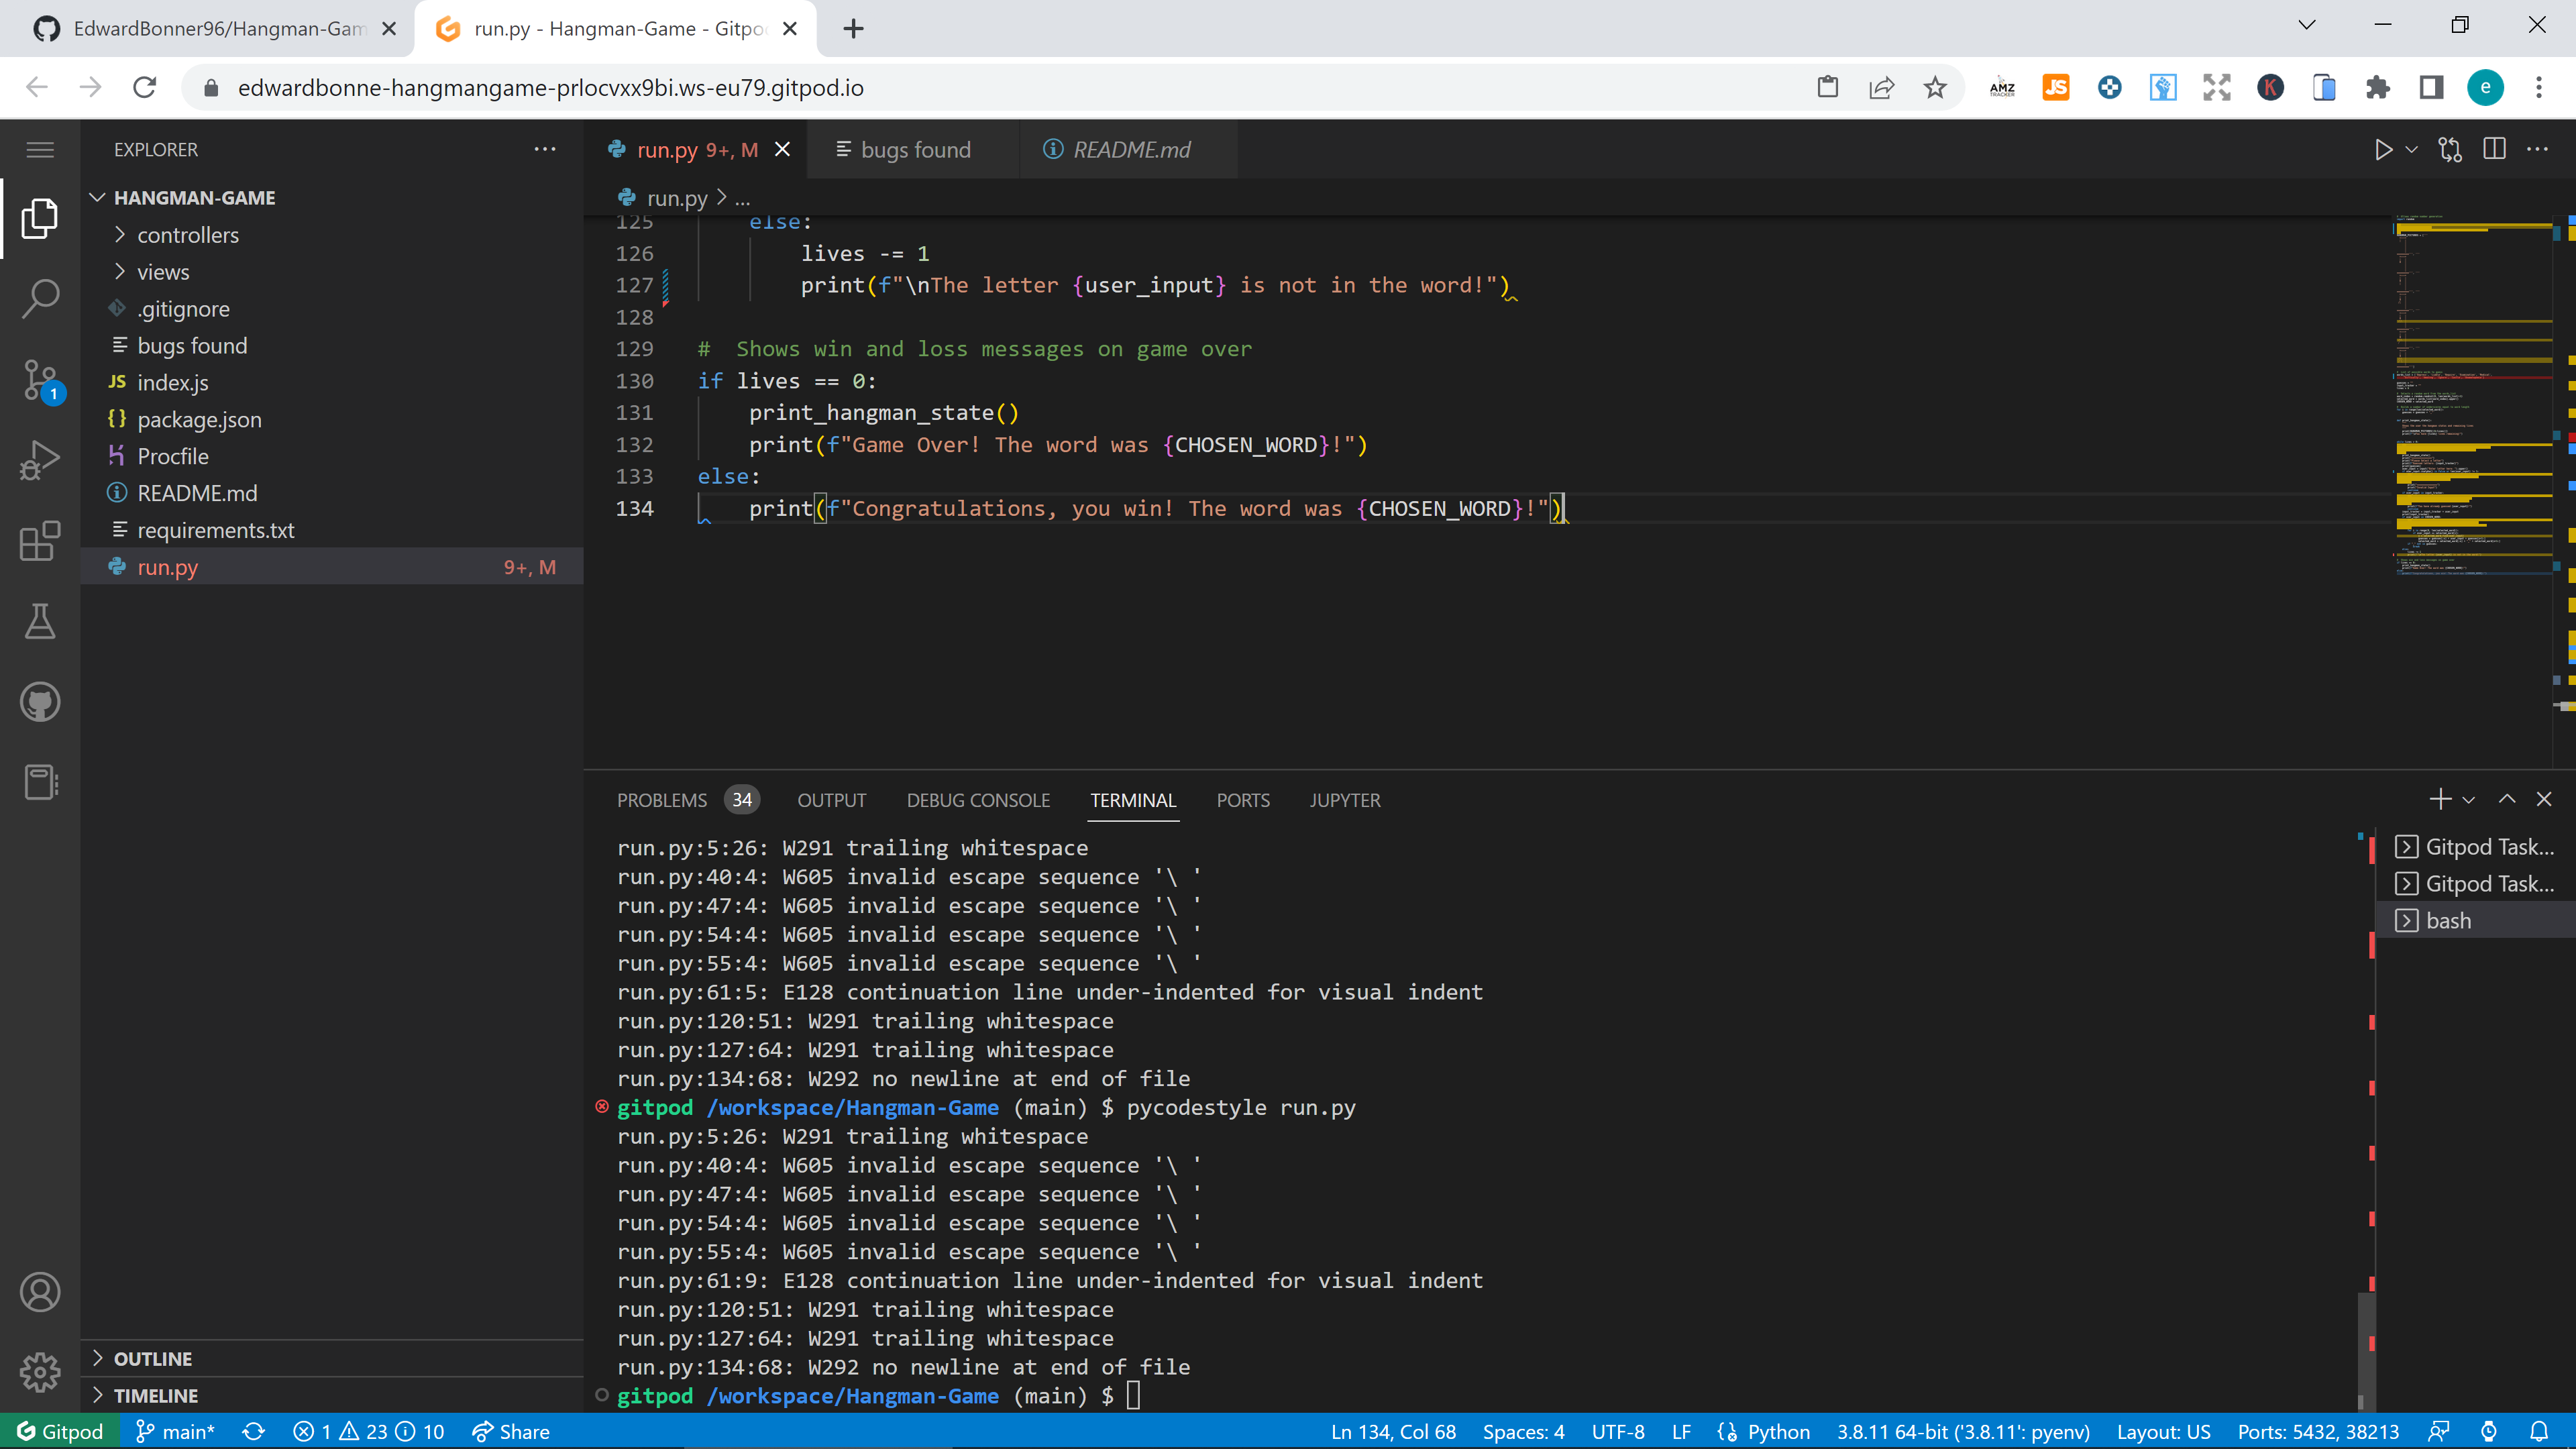 EdwardBonner96/Hangman-Gam
run.py - Hangman-Game - Gitpo
edwardbonne-hangmangame-prlocvxx9bi.ws-eu79.gitpod.io
AMZ
TRACKER
JS
K
e
EXPLORER
run.py 9+, M
bugs found
README.md
HANGMAN-GAME
run.py > ...
controllers
views
.gitignore
bugs found
JS index.js
{} package.json
Procfile
README.md
requirements.txt
run.py 9+, M
1
125 else:
126 lives -= 1
127 print(f"\nThe letter {user_input} is not in the word!")
128
129 #  Shows win and loss messages on game over
130 if lives == 0:
131 print_hangman_state()
132 print(f"Game Over! The word was {CHOSEN_WORD}!")
133 else:
134 print(f"Congratulations, you win! The word was {CHOSEN_WORD}!")
PROBLEMS 34 OUTPUT DEBUG CONSOLE TERMINAL PORTS JUPYTER
run.py:5:26: W291 trailing whitespace
run.py:40:4: W605 invalid escape sequence '\ '
run.py:47:4: W605 invalid escape sequence '\ '
run.py:54:4: W605 invalid escape sequence '\ '
run.py:55:4: W605 invalid escape sequence '\ '
run.py:61:5: E128 continuation line under-indented for visual indent
run.py:120:51: W291 trailing whitespace
run.py:127:64: W291 trailing whitespace
run.py:134:68: W292 no newline at end of file
gitpod /workspace/Hangman-Game (main) $ pycodestyle run.py
run.py:5:26: W291 trailing whitespace
run.py:40:4: W605 invalid escape sequence '\ '
run.py:47:4: W605 invalid escape sequence '\ '
run.py:54:4: W605 invalid escape sequence '\ '
run.py:55:4: W605 invalid escape sequence '\ '
run.py:61:9: E128 continuation line under-indented for visual indent
run.py:120:51: W291 trailing whitespace
run.py:127:64: W291 trailing whitespace
run.py:134:68: W292 no newline at end of file
gitpod /workspace/Hangman-Game (main) $
Gitpod Task...
Gitpod Task...
bash
OUTLINE
TIMELINE
Gitpod main* 1 23 10 Share
Ln 134, Col 68 Spaces: 4 UTF-8 LF Python 3.8.11 64-bit ('3.8.11': pyenv) Layout: US Ports: 5432, 38213